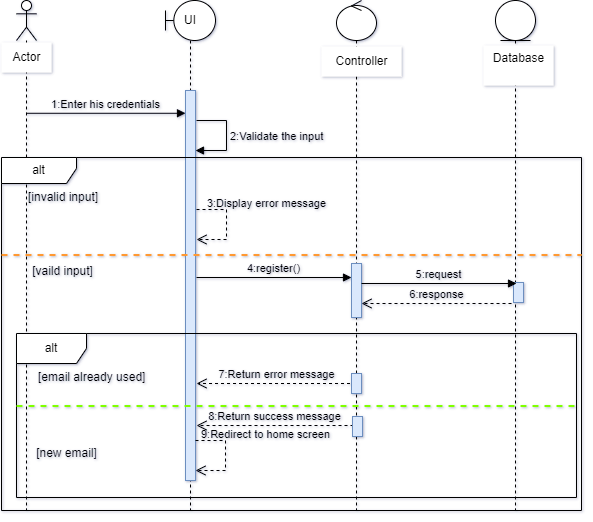 UI
Actor
Controller
Database
1:Enter his credentials
2:Validate the input
alt
[invalid input]
3:Display error message
[vaild input]
4:register()
5:request
6:response
alt
[email already used]
7:Return error message
8:Return success message
9:Redirect to home screen
[new email]